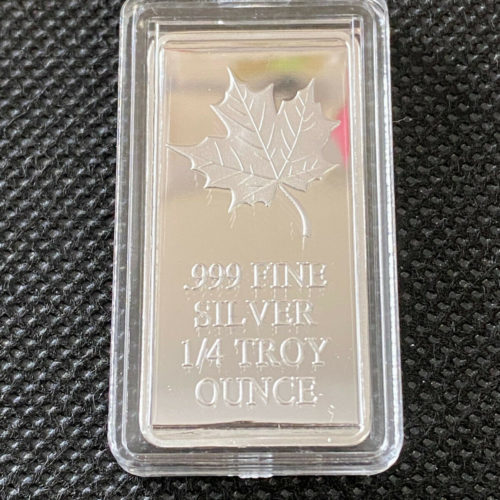 .999 FINE
SILVER
1/4 TROY
OUNCE